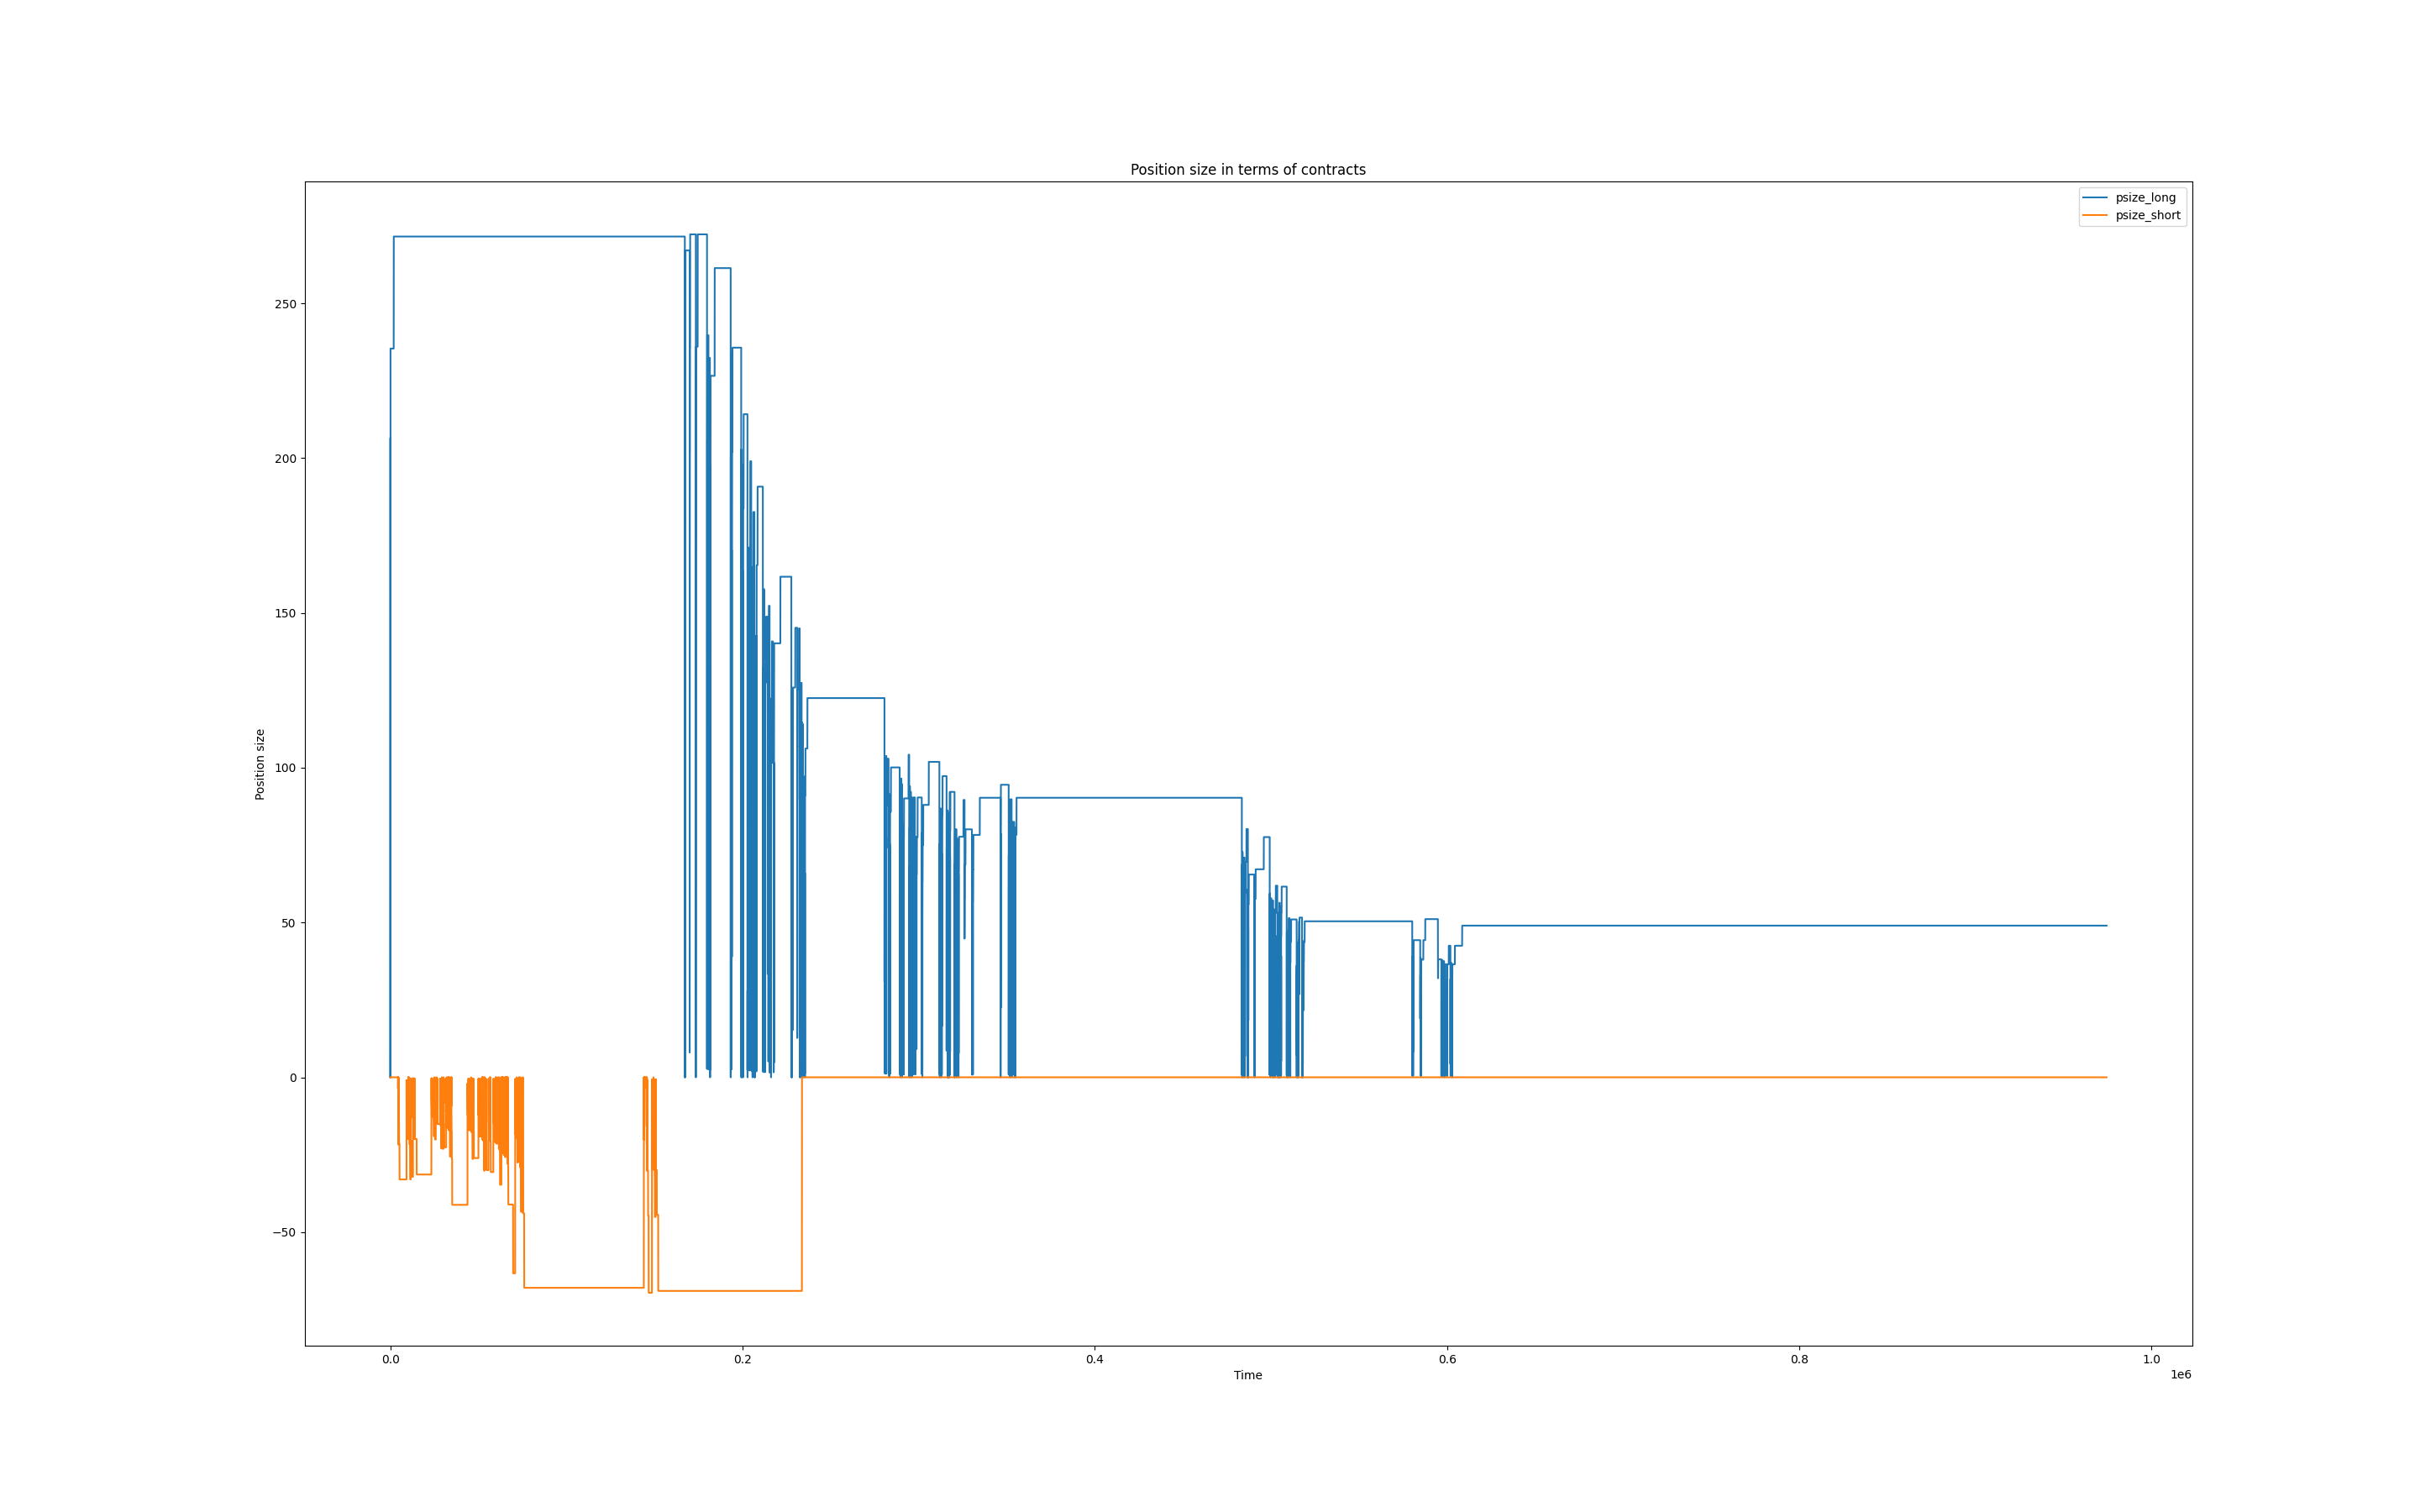 Position size in terms of contracts
psize_long
psize_short
Position size
250
200
150
100
50
0
−50
0.0
0.2
0.4
0.6
0.8
1.0
Time
1e6